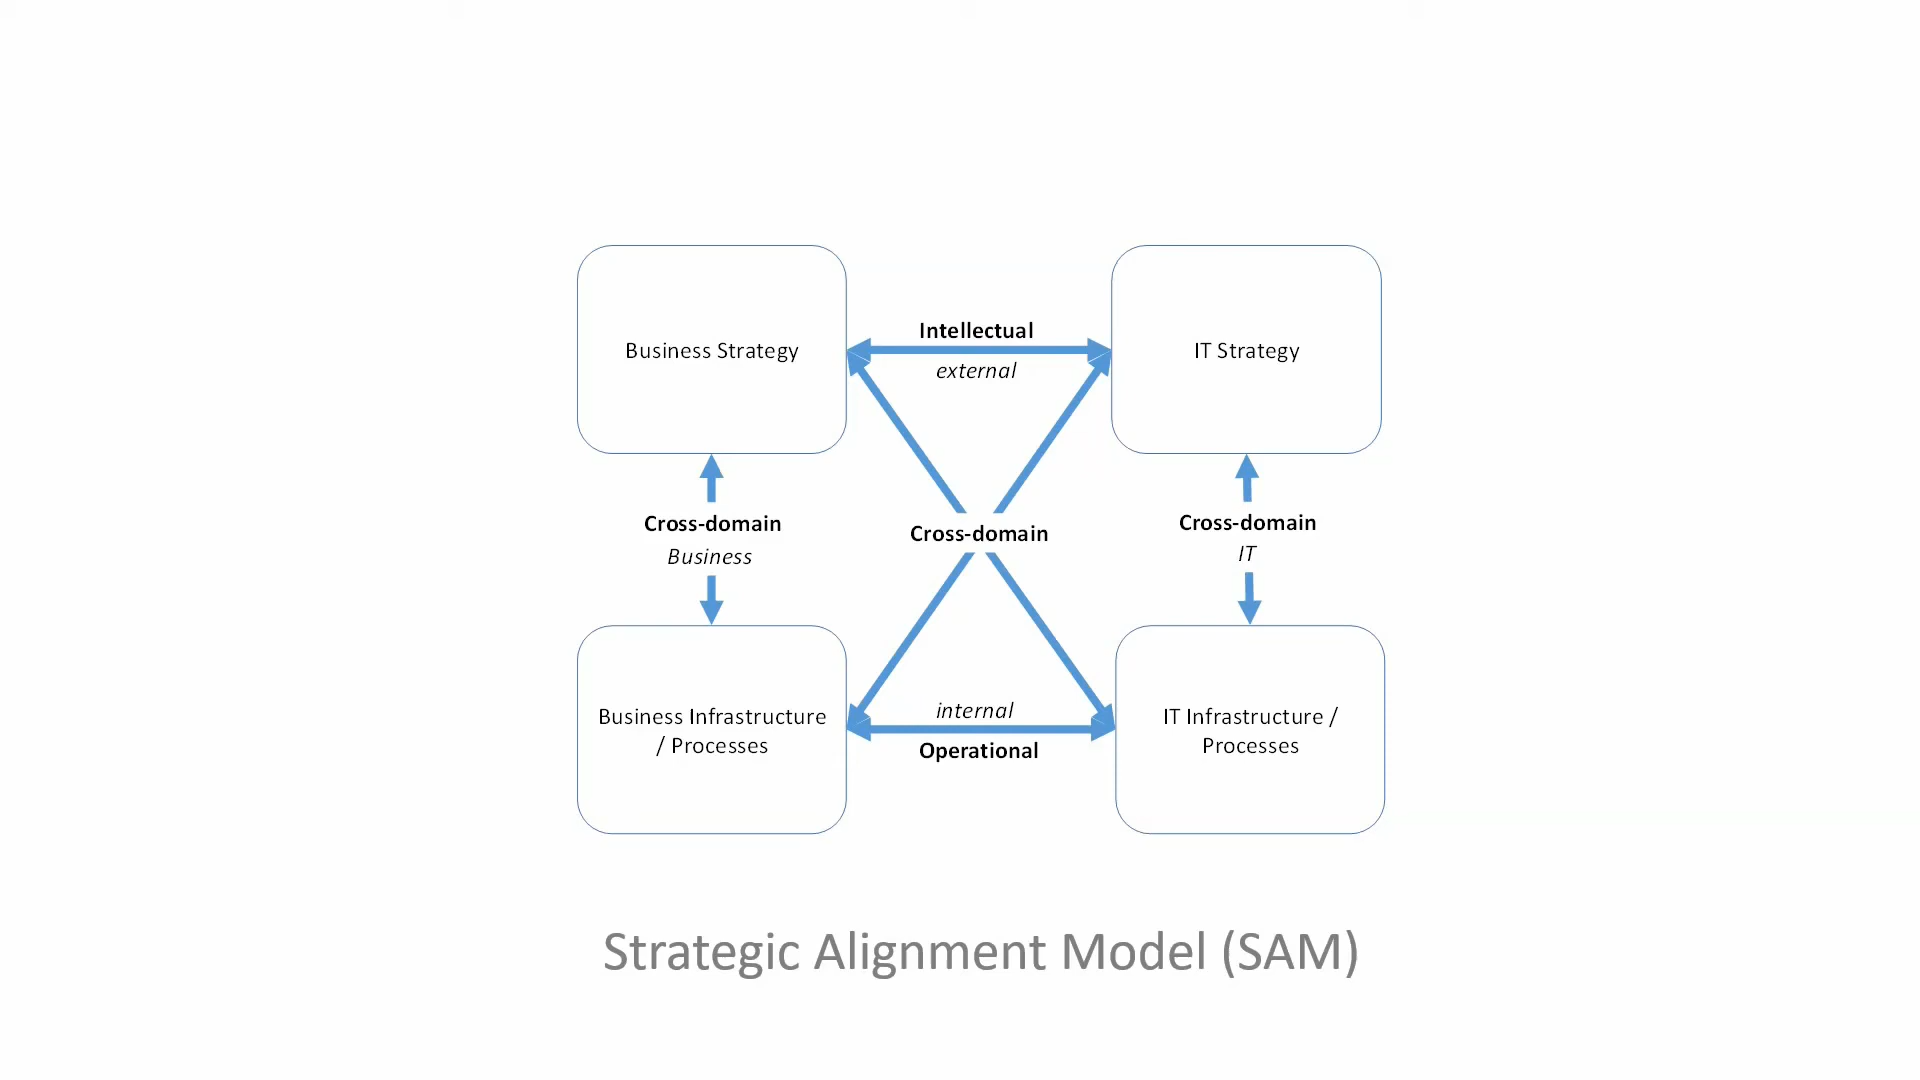 Intellectual
Business Strategy
IT Strategy
external
Cross-domain
Business
Cross-domain
Cross-domain
IT
internal
Business Infrastructure
/ Processes
IT Infrastructure /
Processes
Operational
Strategic Alignment Model (SAM)